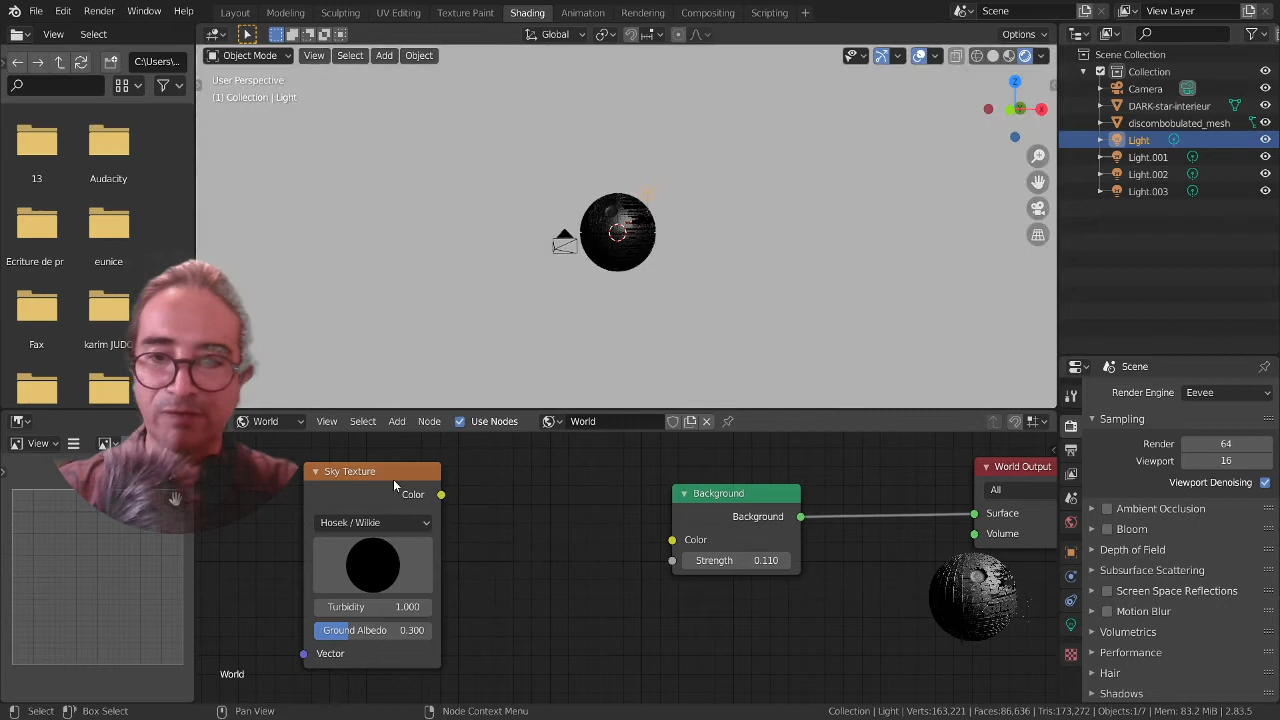 File Edit Render Window Help
Layout Modeling Sculpting UV Editing Texture Paint Shading Animation Rendering Compositing Scripting +
Scene
View Layer
View Select
Global
Options
C:\Users\...
Object Mode View Select Add Object
User Perspective
(1) Collection | Light
Z
X
13
Audacity
Ecriture de pr
eunice
Fax
karim JUDO
Scene Collection
Collection
Camera
DARK-star-interieur
discombobulated_mesh
Light
Light.001
Light.002
Light.003
Scene
Render Engine Eevee
Sampling
Render 64
Viewport 16
Viewport Denoising
Ambient Occlusion
Bloom
Depth of Field
Subsurface Scattering
Screen Space Reflections
Motion Blur
Volumetrics
Performance
Hair
Shadows
View
World View Select Add Node Use Nodes World
Sky Texture
Color
Hosek / Wilkie
Turbidity 1.000
Ground Albedo 0.300
Vector
Background
Background
Color
Strength 0.110
World Output
All
Surface
Volume
World
Select Box Select Pan View Node Context Menu
Collection | Light | Verts:163,221 | Faces:86,636 | Tris:173,272 | Objects:1/7 | Mem: 83.2 MiB | 2.83.5